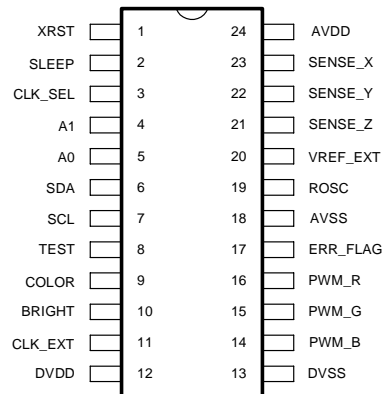 XRST 1 24 AVDD
SLEEP 2 23 SENSE_X
CLK_SEL 3 22 SENSE_Y
A1 4 21 SENSE_Z
A0 5 20 VREF_EXT
SDA 6 19 ROSC
SCL 7 18 AVSS
TEST 8 17 ERR_FLAG
COLOR 9 16 PWM_R
BRIGHT 10 15 PWM_G
CLK_EXT 11 14 PWM_B
DVDD 12 13 DVSS